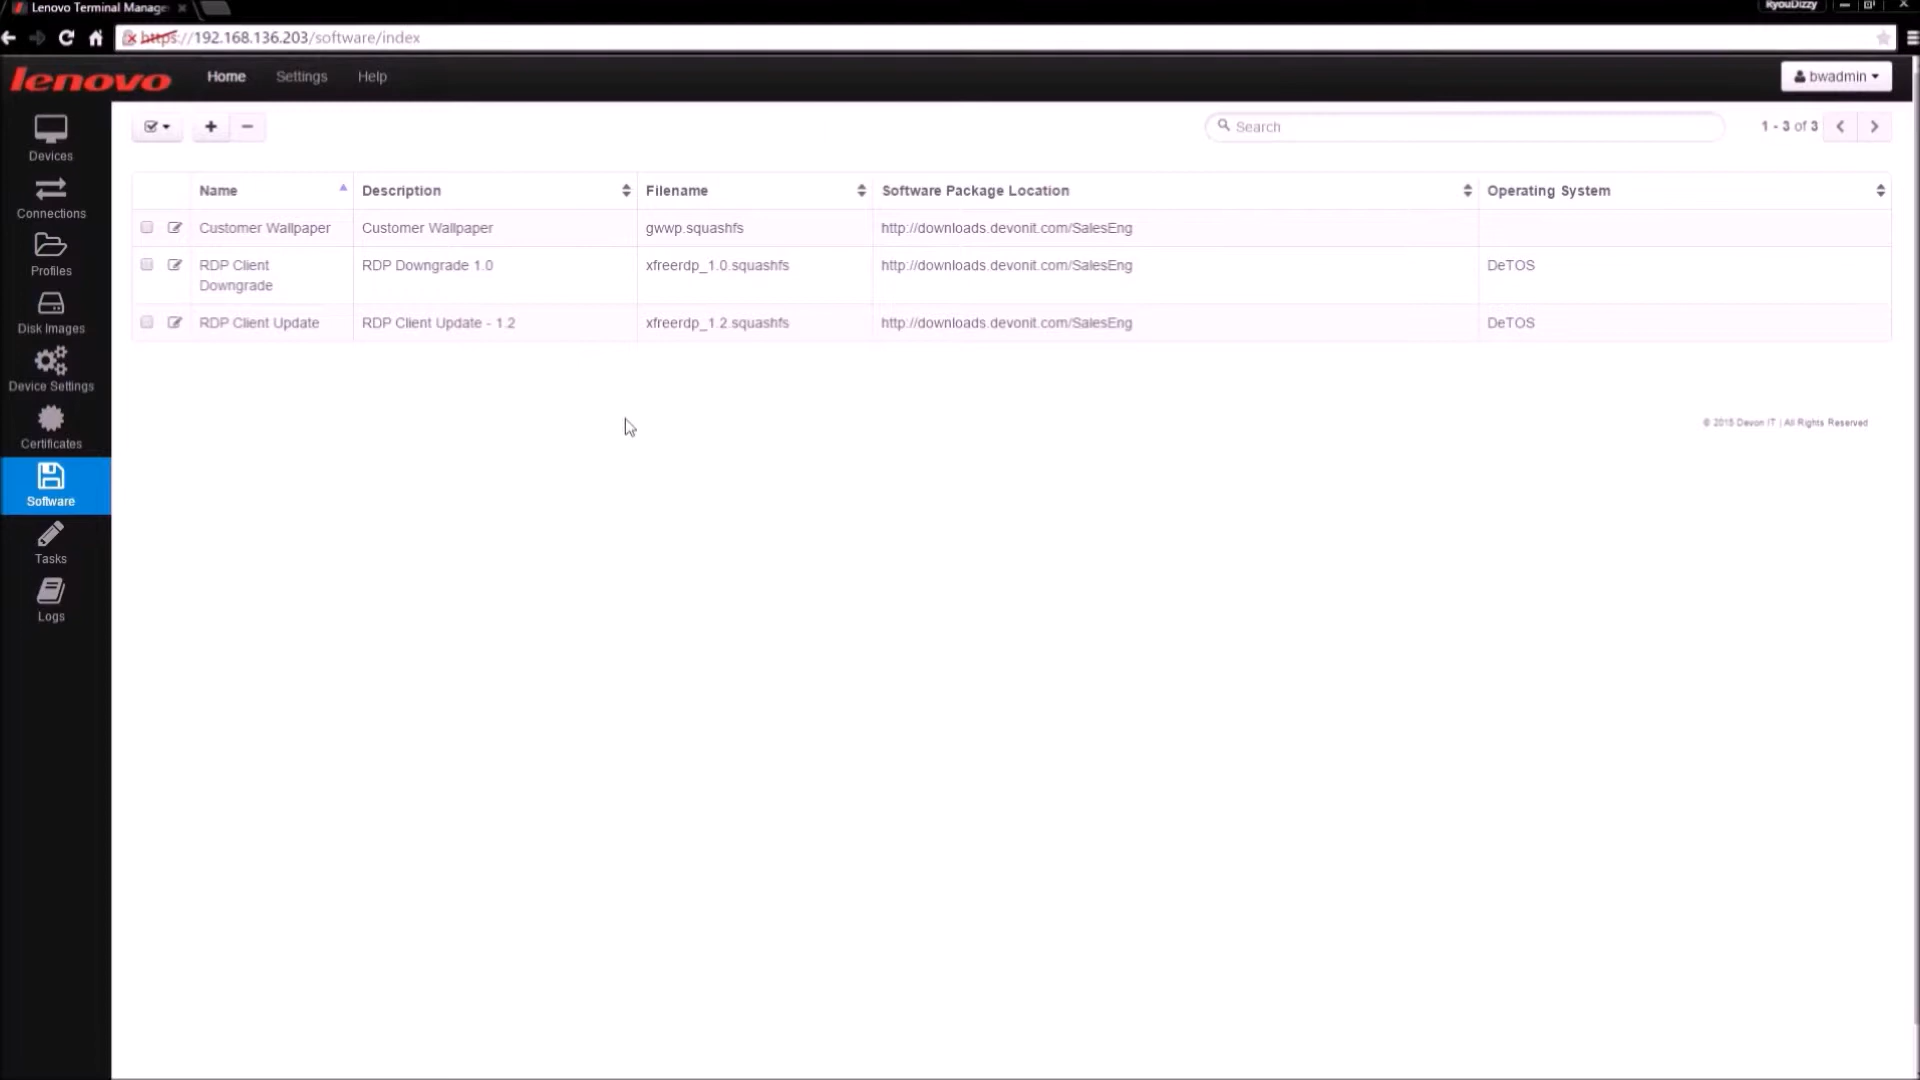 Lenovo Terminal Manage
RyouDizzy
https://192.168.136.203/software/index
lenovo
Home
Settings
Help
bwadmin
Devices
Connections
Profiles
Disk Images
Device Settings
Certificates
Software
Tasks
Logs
Search
1 - 3 of 3
Name Description Filename Software Package Location Operating System
Customer Wallpaper Customer Wallpaper gwwp.squashfs http://downloads.devonit.com/SalesEng
RDP Client RDP Downgrade 1.0 xfreerdp_1.0.squashfs http://downloads.devonit.com/SalesEng DeTOS
Downgrade
RDP Client Update RDP Client Update - 1.2 xfreerdp_1.2.squashfs http://downloads.devonit.com/SalesEng DeTOS
© 2015 Devon IT | All Rights Reserved